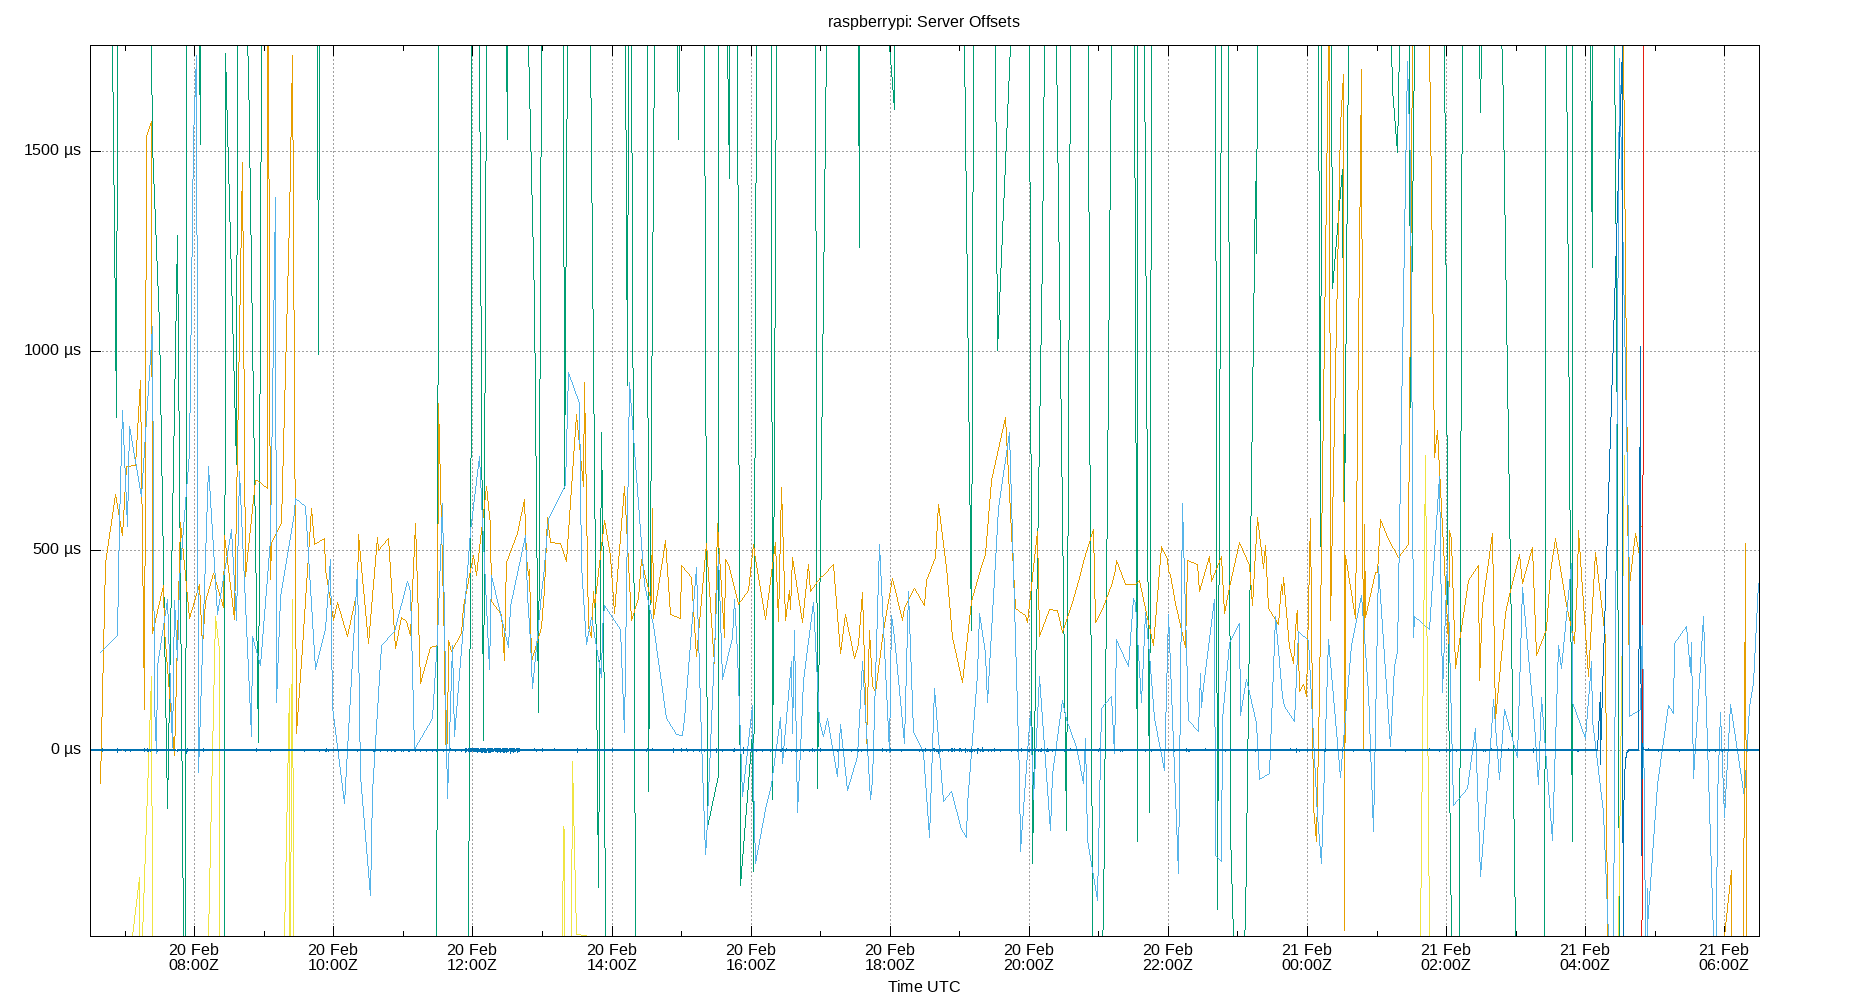 raspberrypi: Server Offsets
1500 µs
1000 µs
500 µs
0 µs
20 Feb 20 Feb 20 Feb 20 Feb 20 Feb 20 Feb 20 Feb 20 Feb 21 Feb 21 Feb 21 Feb 21 Feb
08:00Z 10:00Z 12:00Z 14:00Z 16:00Z 18:00Z 20:00Z 22:00Z 00:00Z 02:00Z 04:00Z 06:00Z
Time UTC